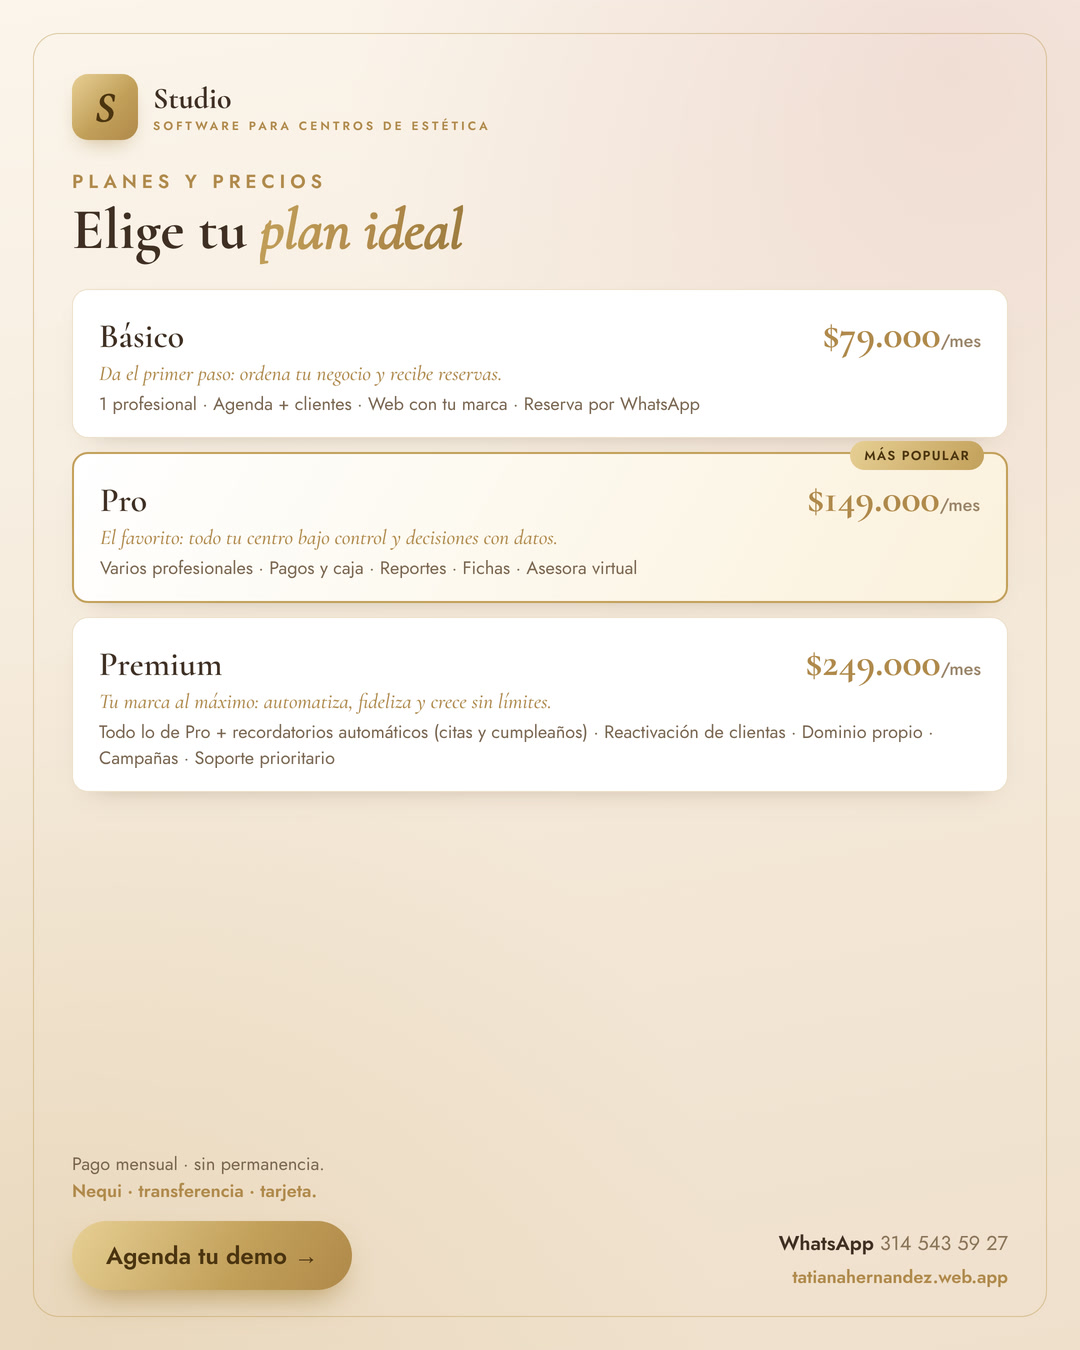 S
Studio
SOFTWARE PARA CENTROS DE ESTÉTICA
PLANES Y PRECIOS
Elige tu plan ideal
Básico
$79.000/mes
Da el primer paso: ordena tu negocio y recibe reservas.
1 profesional · Agenda + clientes · Web con tu marca · Reserva por WhatsApp
MÁS POPULAR
Pro
$149.000/mes
El favorito: todo tu centro bajo control y decisiones con datos.
Varios profesionales · Pagos y caja · Reportes · Fichas · Asesora virtual
Premium
$249.000/mes
Tu marca al máximo: automatiza, fideliza y crece sin límites.
Todo lo de Pro + recordatorios automáticos (citas y cumpleaños) · Reactivación de clientes · Dominio propio ·
Campañas · Soporte prioritario
Pago mensual · sin permanencia.
Nequi · transferencia · tarjeta.
Agenda tu demo →
WhatsApp 314 543 59 27
tatianahernandez.web.app